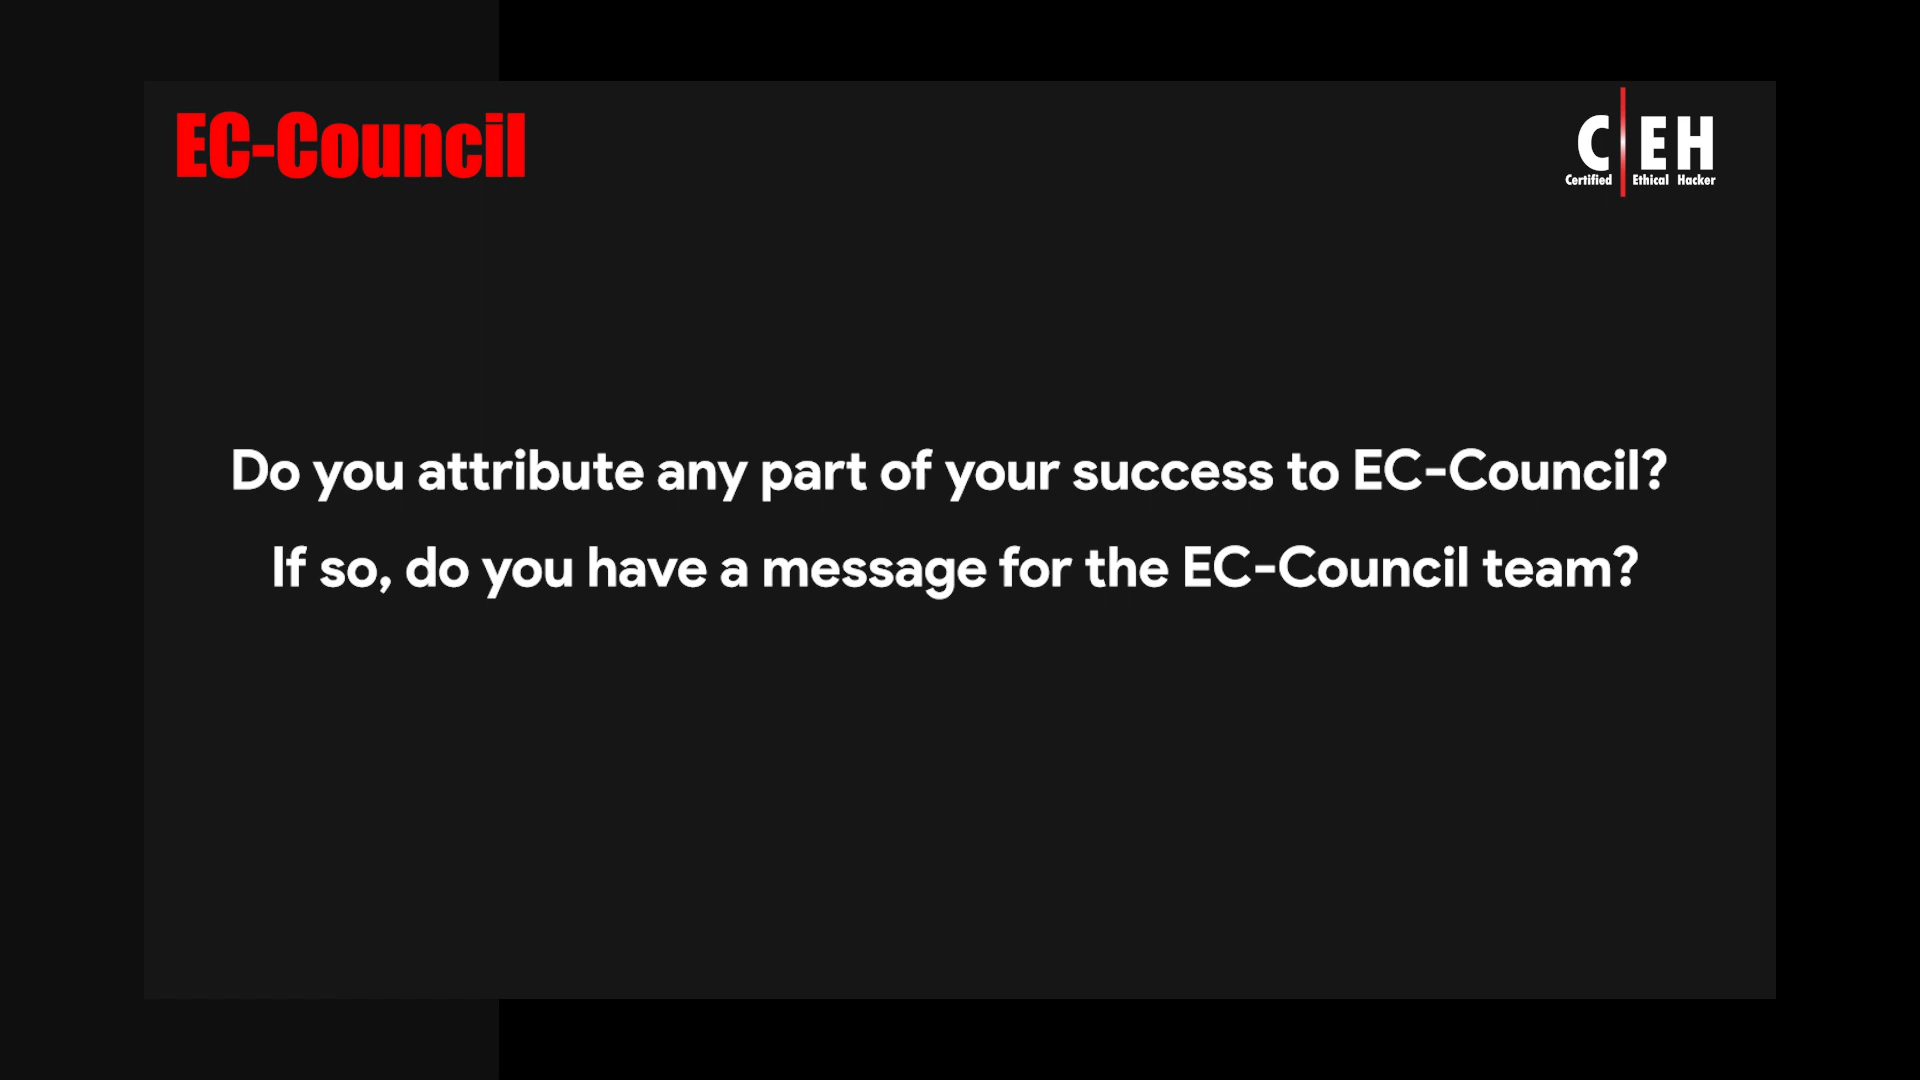 EC-Council
C EH
Certified Ethical Hacker
Do you attribute any part of your success to EC-Council?
If so, do you have a message for the EC-Council team?